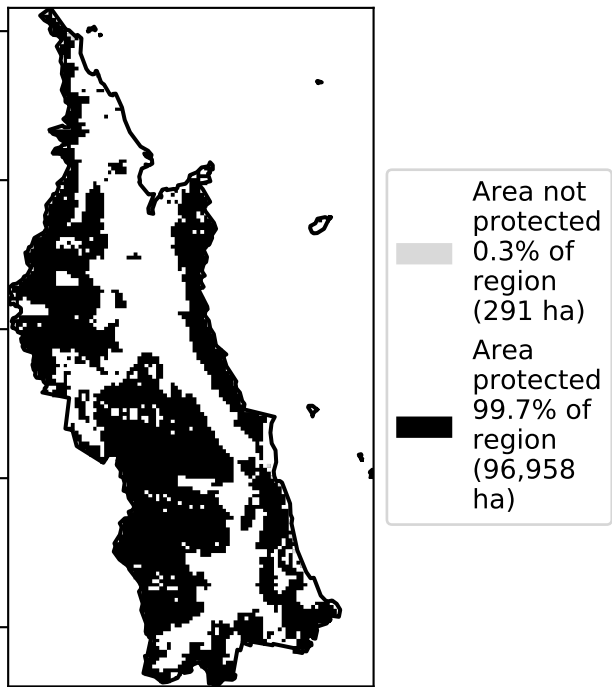 Area not
protected
0.3% of
region
(291 ha)
Area
protected
99.7% of
region
(96,958
ha)